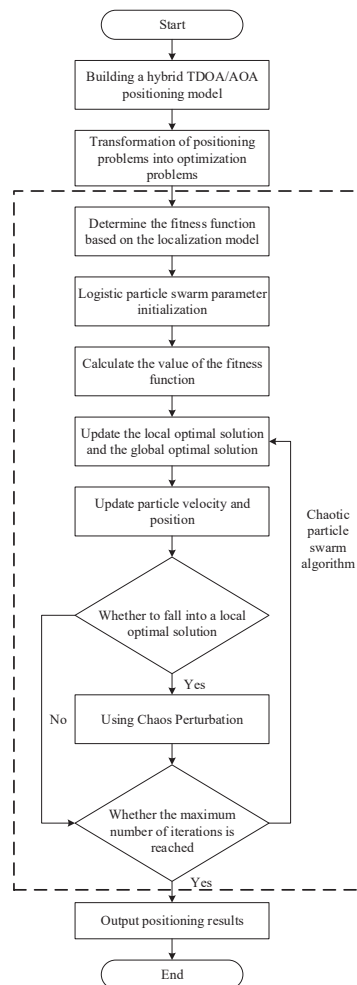 Start
Building a hybrid TDOA/AOA
positioning model
Transformation of positioning
problems into optimization
problems
Determine the fitness function
based on the localization model
Logistic particle swarm parameter
initialization
Calculate the value of the fitness
function
Update the local optimal solution
and the global optimal solution
Update particle velocity and
position
Chaotic
particle
swarm
algorithm
Whether to fall into a local
optimal solution
Yes
No
Using Chaos Perturbation
Whether the maximum
number of iterations is
reached
Yes
Output positioning results
End